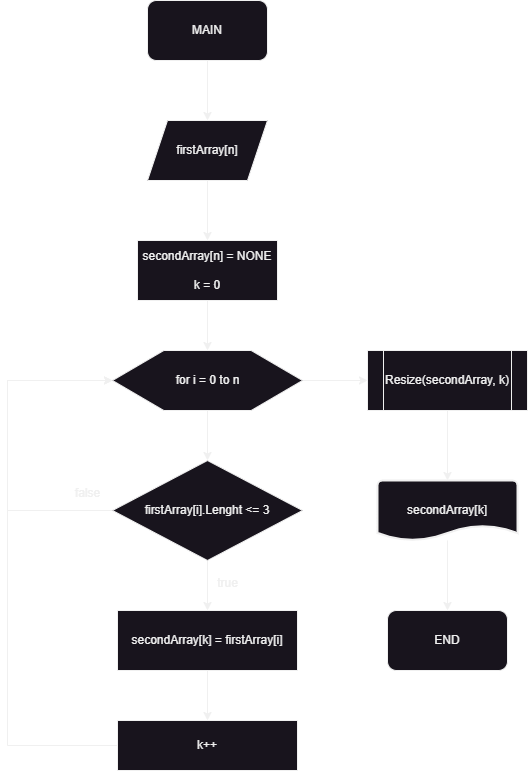 MAIN
firstArray[n]
secondArray[n] = NONE
k = 0
for i = 0 to n
Resize(secondArray, k)
false
firstArray[i].Lenght <= 3
secondArray[k]
true
secondArray[k] = firstArray[i]
END
k++